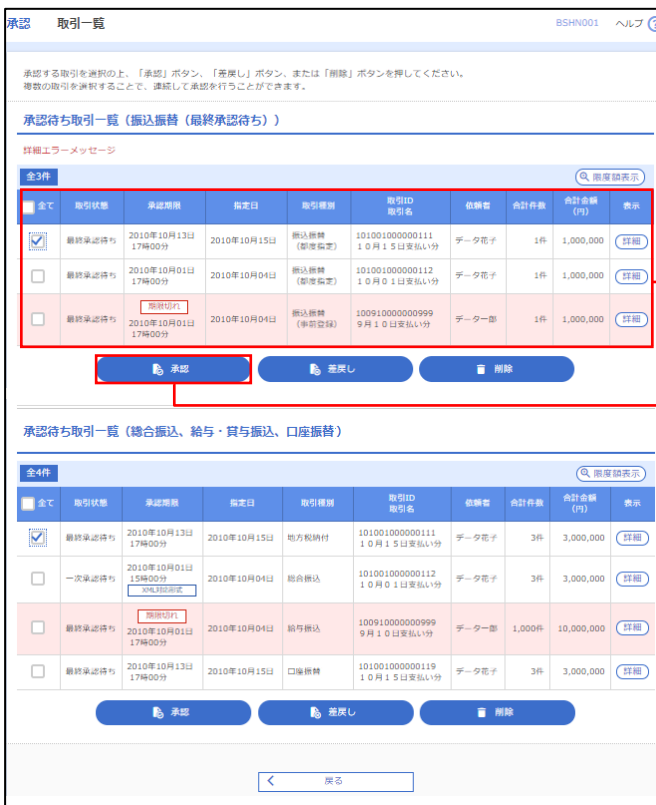 承認 取引一覧 BSHN001 ヘルプ ?
承認する取引を選択の上、「承認」ボタン、「差戻し」ボタン、または「削除」ボタンを押してください。
複数の取引を選択することで、連続して承認を行うことができます。
承認待ち取引一覧（振込振替（最終承認待ち））
詳細エラーメッセージ
全3件 限度額表示
全て 取引状態 承認期限 指定日 取引種別 取引ID 依頼者 合計件数 合計金額 表示
取引名 (円)
最終承認待ち 2010年10月13日 2010年10月15日 振込振替 101001000000111 データ花子 1件 1,000,000 詳細
17時00分 （都度指定） １０月１５日支払い分
最終承認待ち 2010年10月01日 2010年10月04日 振込振替 101001000000112 データ花子 1件 1,000,000 詳細
17時00分 （都度指定） １０月０１日支払い分
期限切れ
最終承認待ち 2010年10月01日 2010年10月04日 振込振替 100910000000999 データ一郎 1件 1,000,000 詳細
17時00分 （事前登録） ９月１０日支払い分
承認 差戻し 削除
承認待ち取引一覧（総合振込、給与・賞与振込、口座振替）
全4件 限度額表示
全て 取引状態 承認期限 指定日 取引種別 取引ID 依頼者 合計件数 合計金額 表示
取引名 (円)
最終承認待ち 2010年10月13日 2010年10月15日 地方税納付 101001000000111 データ花子 3件 3,000,000 詳細
17時00分 １０月１５日支払い分
一次承認待ち 2010年10月01日 2010年10月04日 総合振込 101001000000112 データ花子 3件 3,000,000 詳細
15時00分 １０月０１日支払い分
XML対応形式
期限切れ
最終承認待ち 2010年10月01日 2010年10月04日 給与振込 100910000000999 データ一郎 1,000件 10,000,000 詳細
17時00分 ９月１０日支払い分
最終承認待ち 2010年10月13日 2010年10月15日 口座振替 101001000000119 データ花子 3件 3,000,000 詳細
17時00分 １０月１５日支払い分
承認 差戻し 削除
戻る